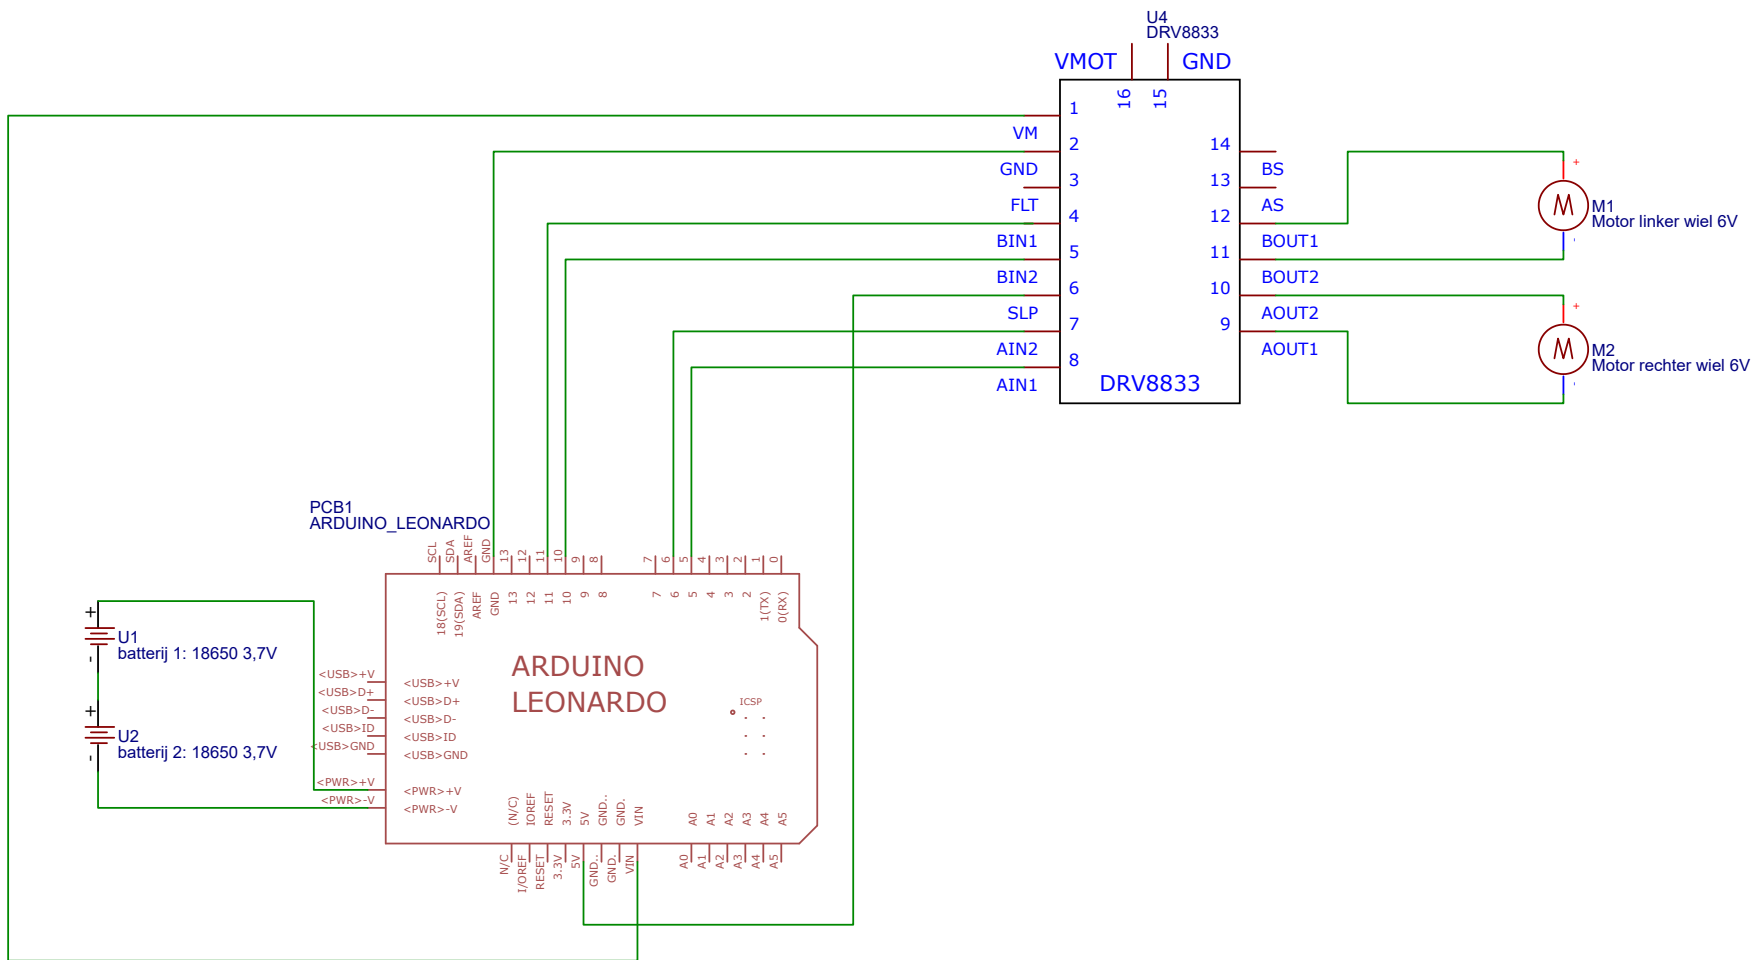 U4
DRV8833
VMOT
GND
16
15
1
VM
2
GND
3
FLT
4
BIN1
5
BIN2
6
SLP
7
AIN2
8
AIN1
DRV8833
14
BS
13
AS
12
BOUT1
11
BOUT2
10
AOUT2
9
AOUT1
+
M1
Motor linker wiel 6V
-
+
M2
Motor rechter wiel 6V
-
PCB1
ARDUINO_LEONARDO
SCL
SDA
AREF
GND
13
12
11
10
9
8
7
6
5
4
3
2
1
0
18(SCL)
19(SDA)
AREF
GND
13
12
11
10
9
8
7
6
5
4
3
2
1(TX)
0(RX)
ARDUINO
LEONARDO
ICSP
+
U1
batterij 1: 18650 3,7V
-
+
U2
batterij 2: 18650 3,7V
-
<USB>+V
<USB>D+
<USB>D-
<USB>ID
<USB>GND
<PWR>+V
<PWR>-V
<USB>+V
<USB>D+
<USB>D-
<USB>ID
<USB>GND
<PWR>+V
<PWR>-V
(N/C)
IOREF
RESET
3.3V
5V
GND..
GND.
VIN
A0
A1
A2
A3
A4
A5
N/C
I/OREF
RESET
3.3V
5V
GND..
GND.
VIN
A0
A1
A2
A3
A4
A5